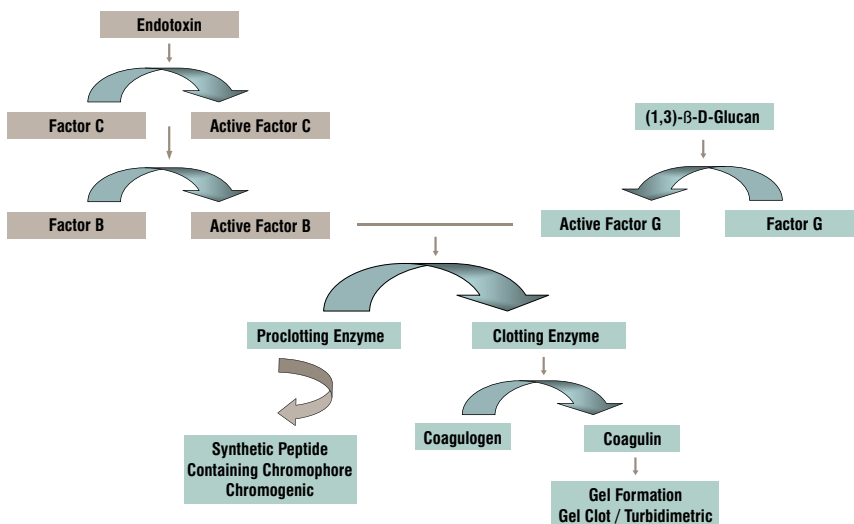 Endotoxin
Factor C
Active Factor C
(1,3)-ß-D-Glucan
Factor B
Active Factor B
Active Factor G
Factor G
Proclotting Enzyme
Clotting Enzyme
Coagulogen
Coagulin
Synthetic Peptide
Containing Chromophore
Chromogenic
Gel Formation
Gel Clot / Turbidimetric